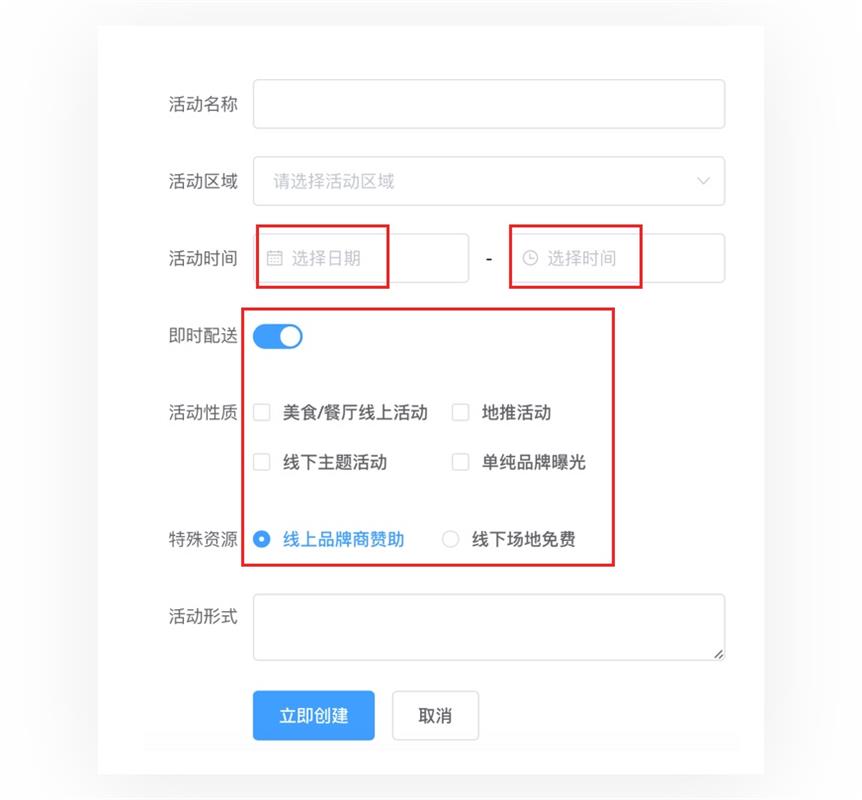 活动名称
活动区域 请选择活动区域
活动时间 选择日期 - 选择时间
即时配送
活动性质 美食/餐厅线上活动 地推活动
线下主题活动 单纯品牌曝光
特殊资源 线上品牌商赞助 线下场地免费
活动形式
立即创建 取消